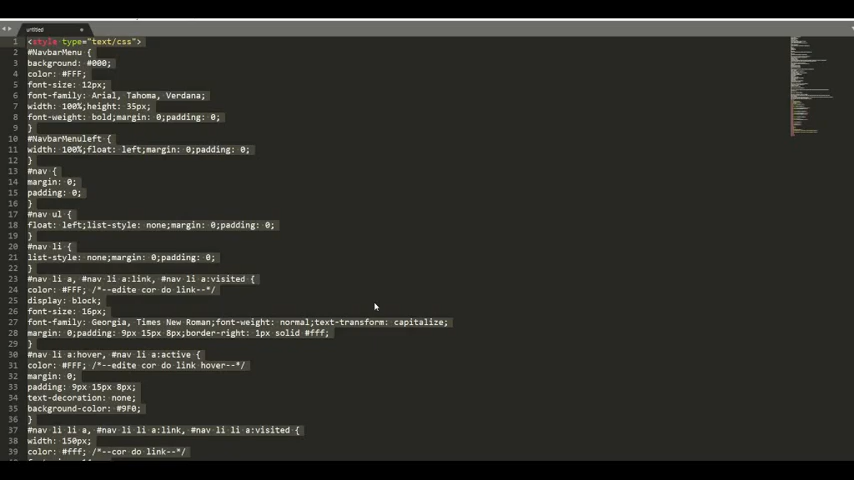 untitled
1 <style type="text/css">
2 #NavbarMenu {
3 background: #000;
4 color: #FFF;
5 font-size: 12px;
6 font-family: Arial, Tahoma, Verdana;
7 width: 100%;height: 35px;
8 font-weight: bold;margin: 0;padding: 0;
9 }
10 #NavbarMenuleft {
11 width: 100%;float: left;margin: 0;padding: 0;
12 }
13 #nav {
14 margin: 0;
15 padding: 0;
16 }
17 #nav ul {
18 float: left;list-style: none;margin: 0;padding: 0;
19 }
20 #nav li {
21 list-style: none;margin: 0;padding: 0;
22 }
23 #nav li a, #nav li a:link, #nav li a:visited {
24 color: #FFF; /*--edite cor do link--*/
25 display: block;
26 font-size: 16px;
27 font-family: Georgia, Times New Roman;font-weight: normal;text-transform: capitalize;
28 margin: 0;padding: 9px 15px 8px;border-right: 1px solid #fff;
29 }
30 #nav li a:hover, #nav li a:active {
31 color: #FFF; /*--edite cor do link hover--*/
32 margin: 0;
33 padding: 9px 15px 8px;
34 text-decoration: none;
35 background-color: #9F0;
36 }
37 #nav li li a, #nav li li a:link, #nav li li a:visited {
38 width: 150px;
39 color: #fff; /*--cor do link--*/